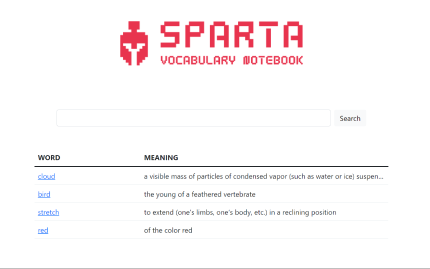 SPARTA
VOCABULARY NOTEBOOK
Search
WORD MEANING
cloud a visible mass of particles of condensed vapor (such as water or ice) suspen...
bird the young of a feathered vertebrate
stretch to extend (one's limbs, one's body, etc.) in a reclining position
red of the color red